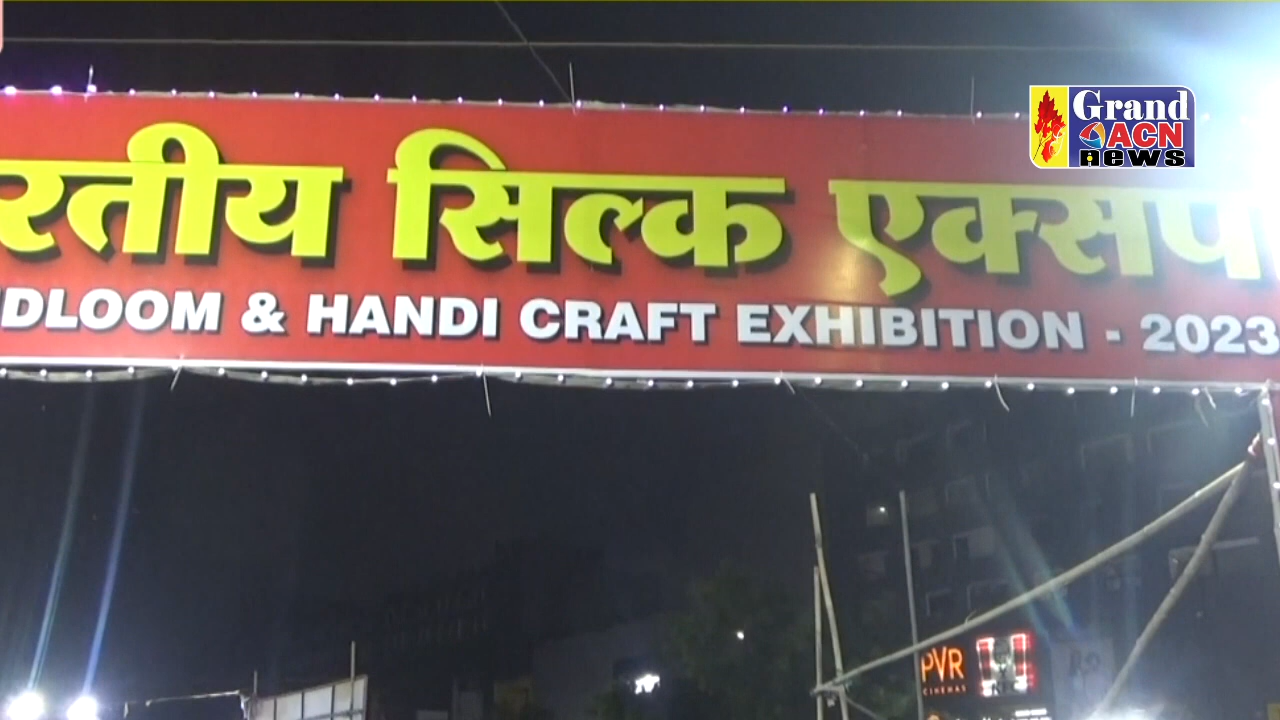 Grand
ACN
news
रतीय सिल्क एक्सप
DLOOM & HANDI CRAFT EXHIBITION - 2023
PVR
CINEMAS